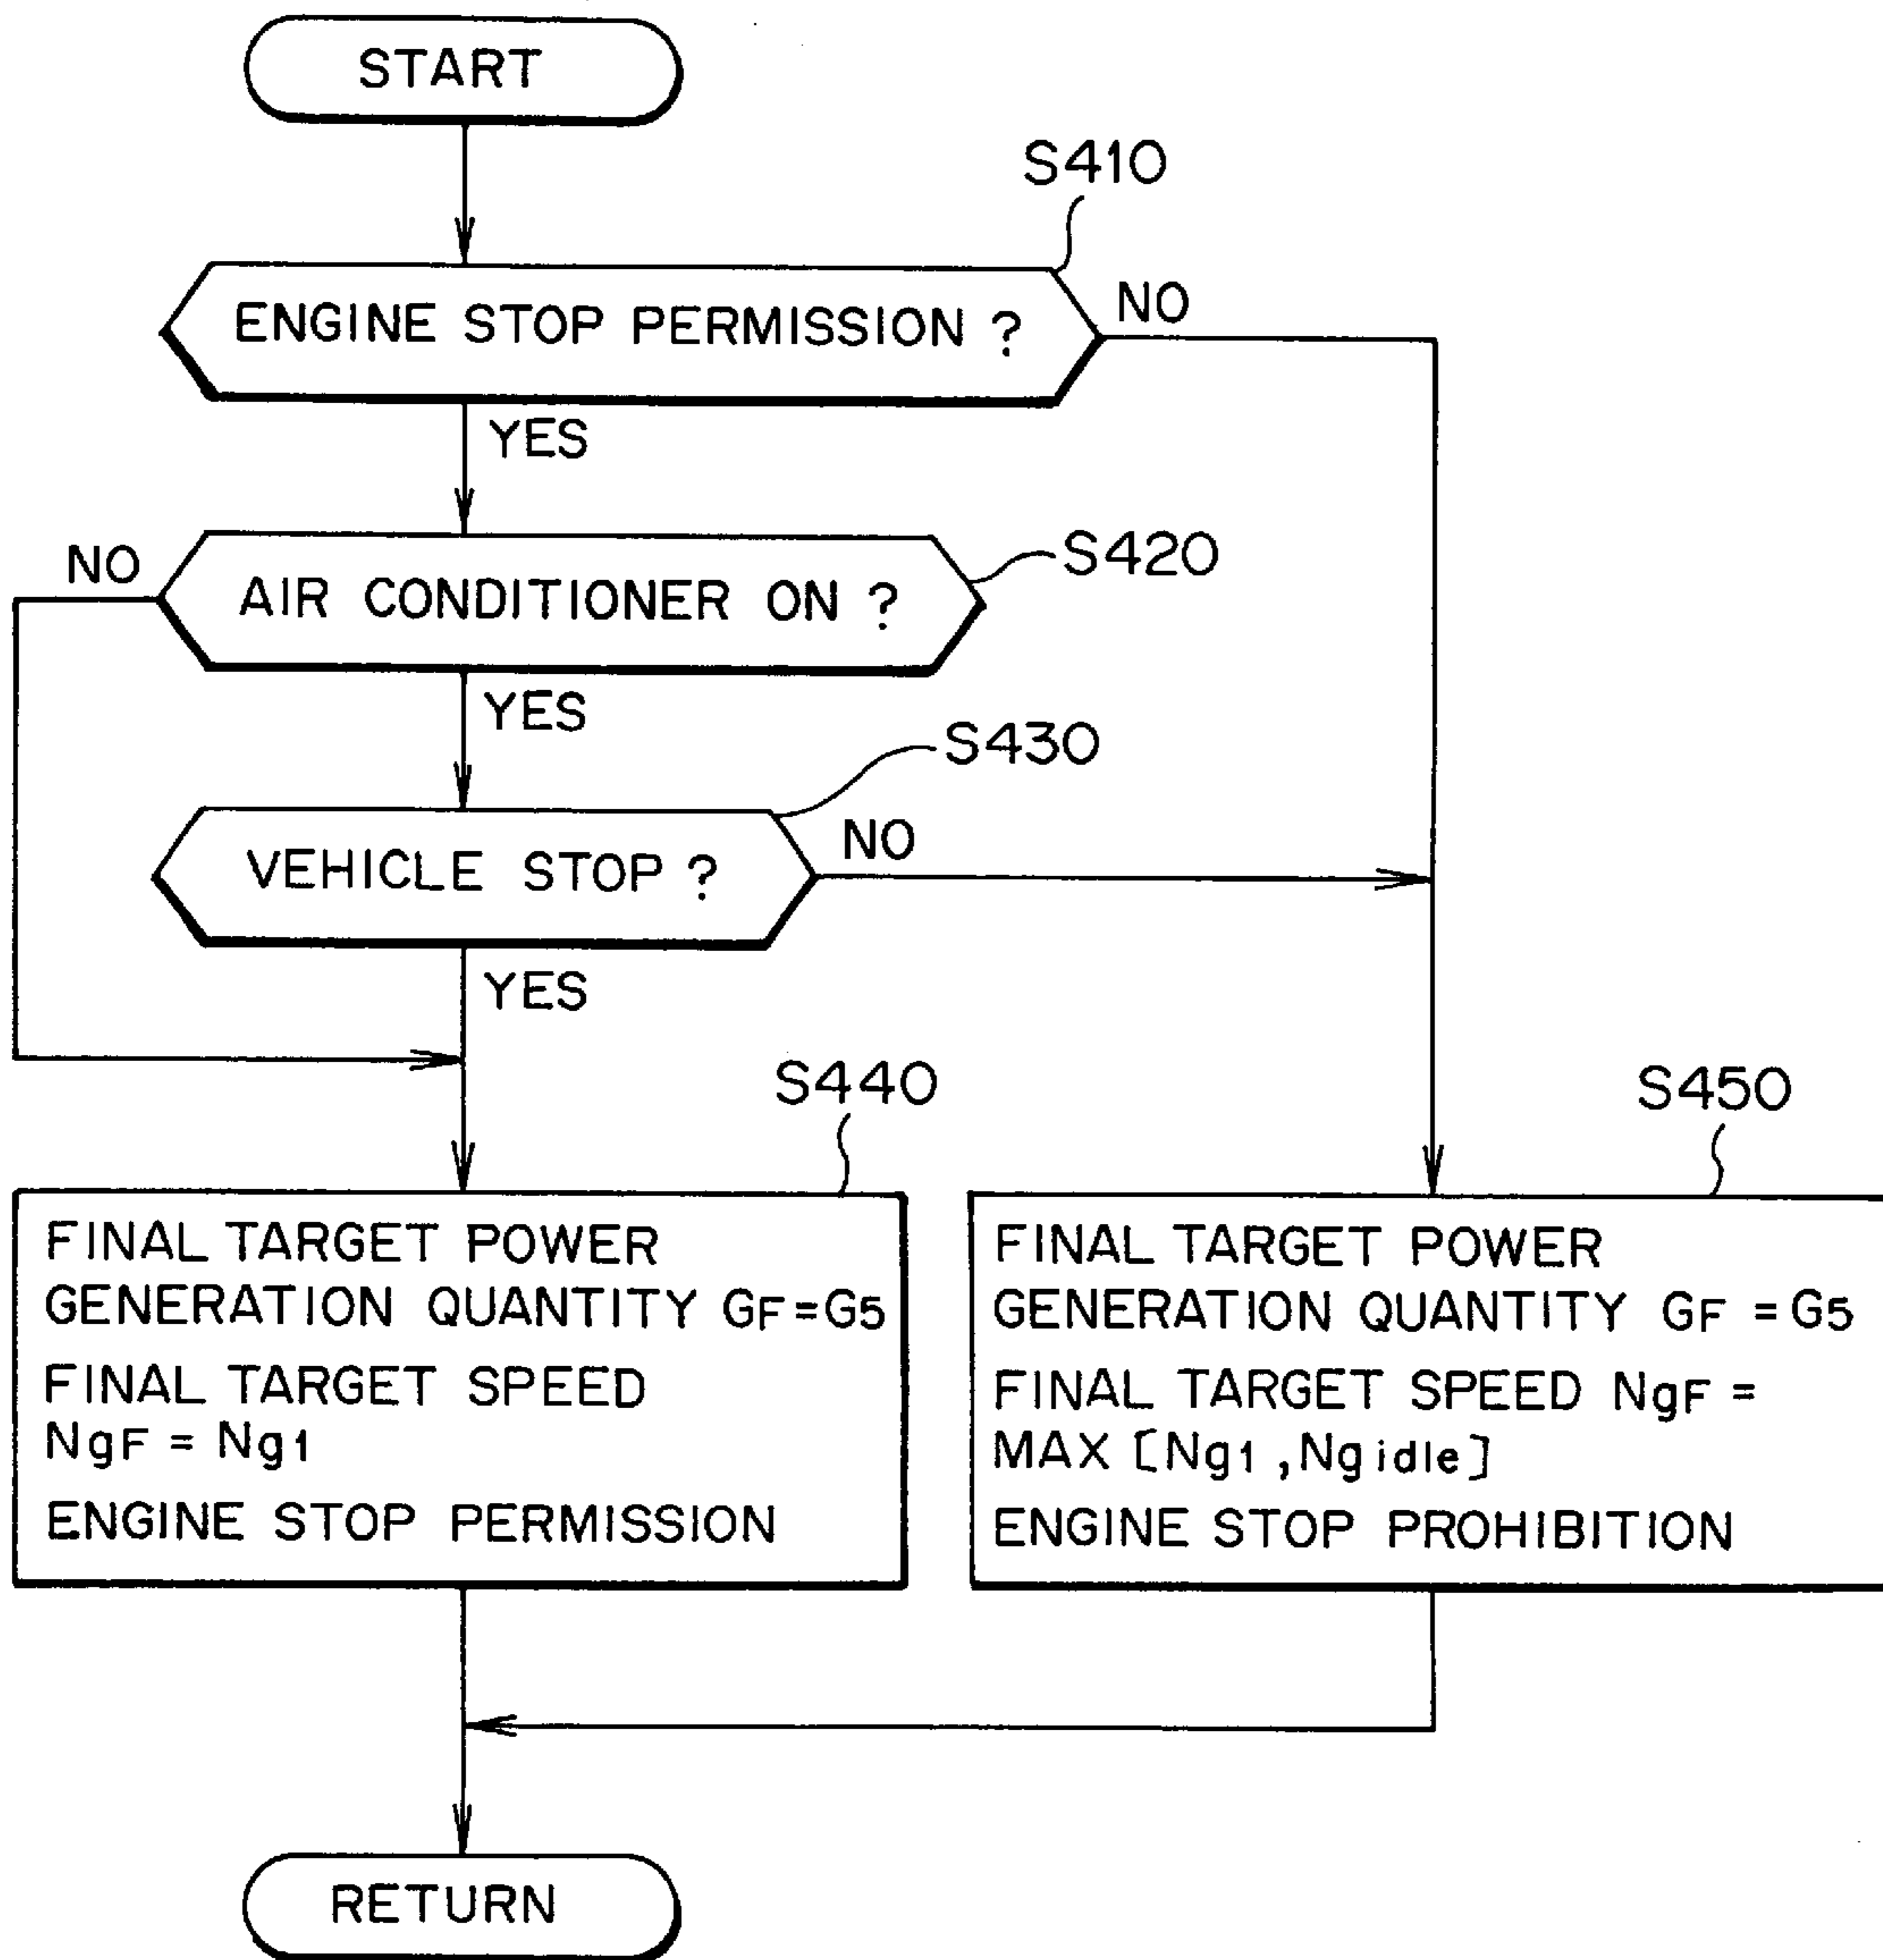 START
S410
ENGINE STOP PERMISSION ?
NO
YES
S420
NO
AIR CONDITIONER ON ?
YES
S430
VEHICLE STOP ?
NO
YES
S440
S450
FINAL TARGET POWER
GENERATION QUANTITY GF=G5
FINAL TARGET SPEED
NgF = Ng1
ENGINE STOP PERMISSION
FINAL TARGET POWER
GENERATION QUANTITY GF = G5
FINAL TARGET SPEED NgF =
MAX [Ng1 ,Ngidle]
ENGINE STOP PROHIBITION
RETURN